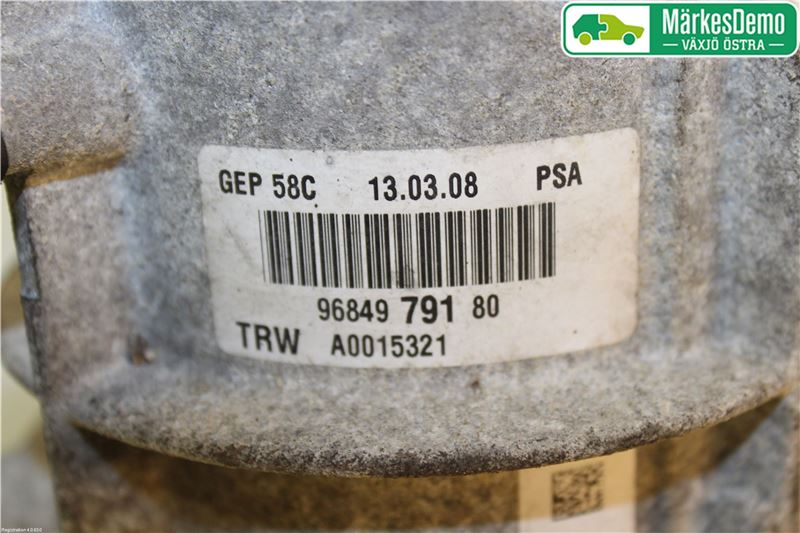 MärkesDemo
VÄXJÖ ÖSTRA
GEP 58C 13.03.08 PSA
96849 791 80
TRW A0015321